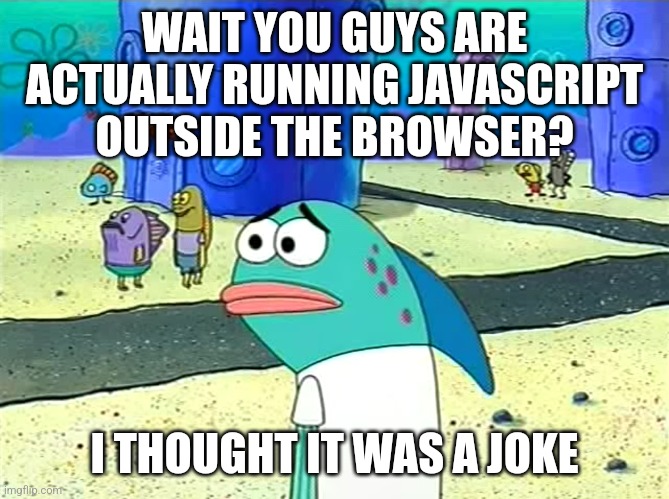 WAIT YOU GUYS ARE
ACTUALLY RUNNING JAVASCRIPT
OUTSIDE THE BROWSER?
I THOUGHT IT WAS A JOKE
imgflip.com